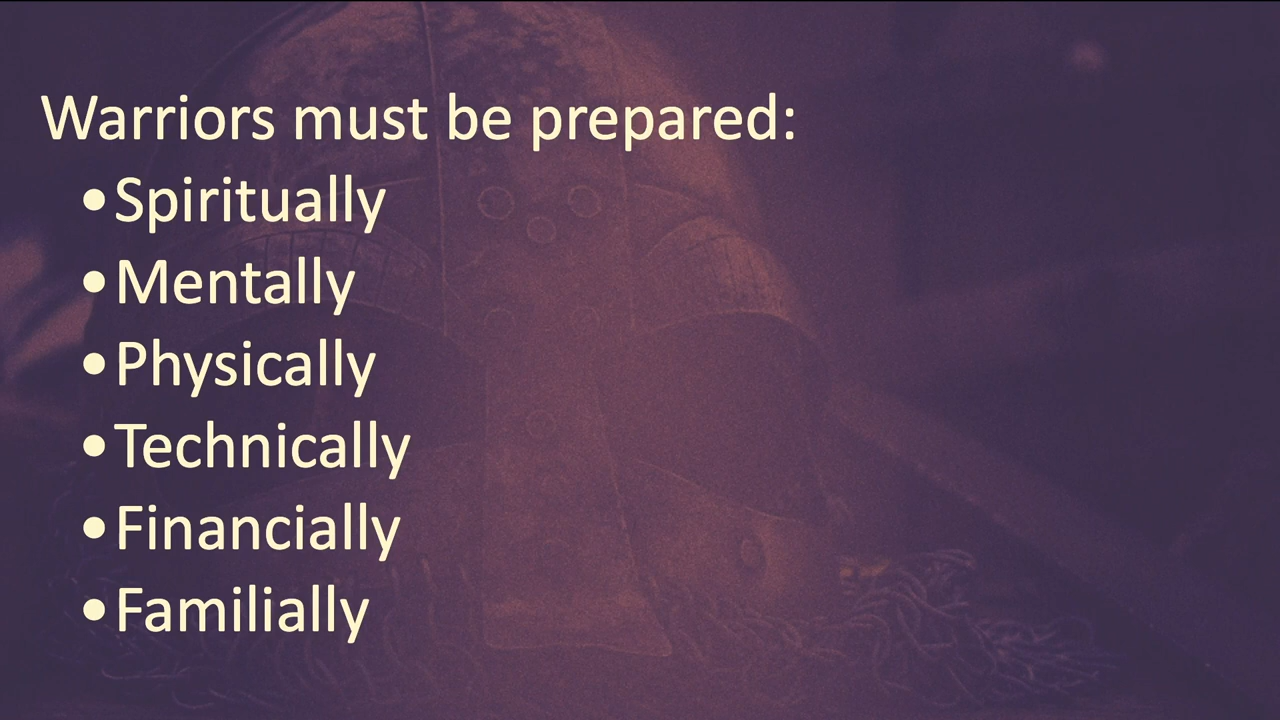 Warriors must be prepared:
•Spiritually
•Mentally
•Physically
•Technically
•Financially
•Familially